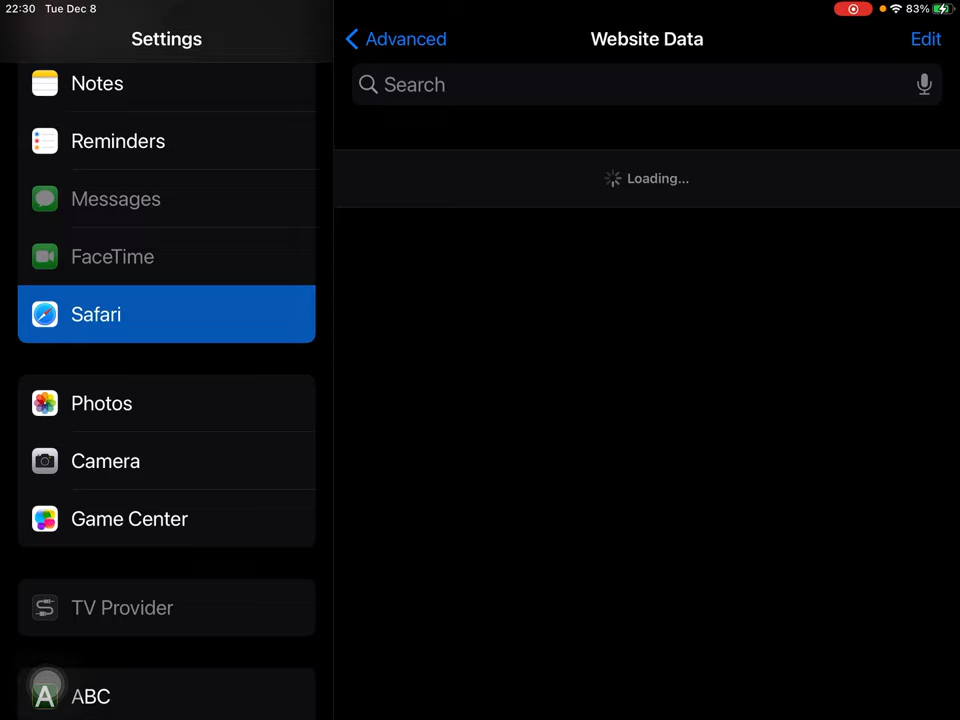 22:30 Tue Dec 8
83%
Settings
Notes
Reminders
Messages
FaceTime
Safari
Photos
Camera
Game Center
TV Provider
A ABC
Advanced
Website Data
Edit
Search
Loading...